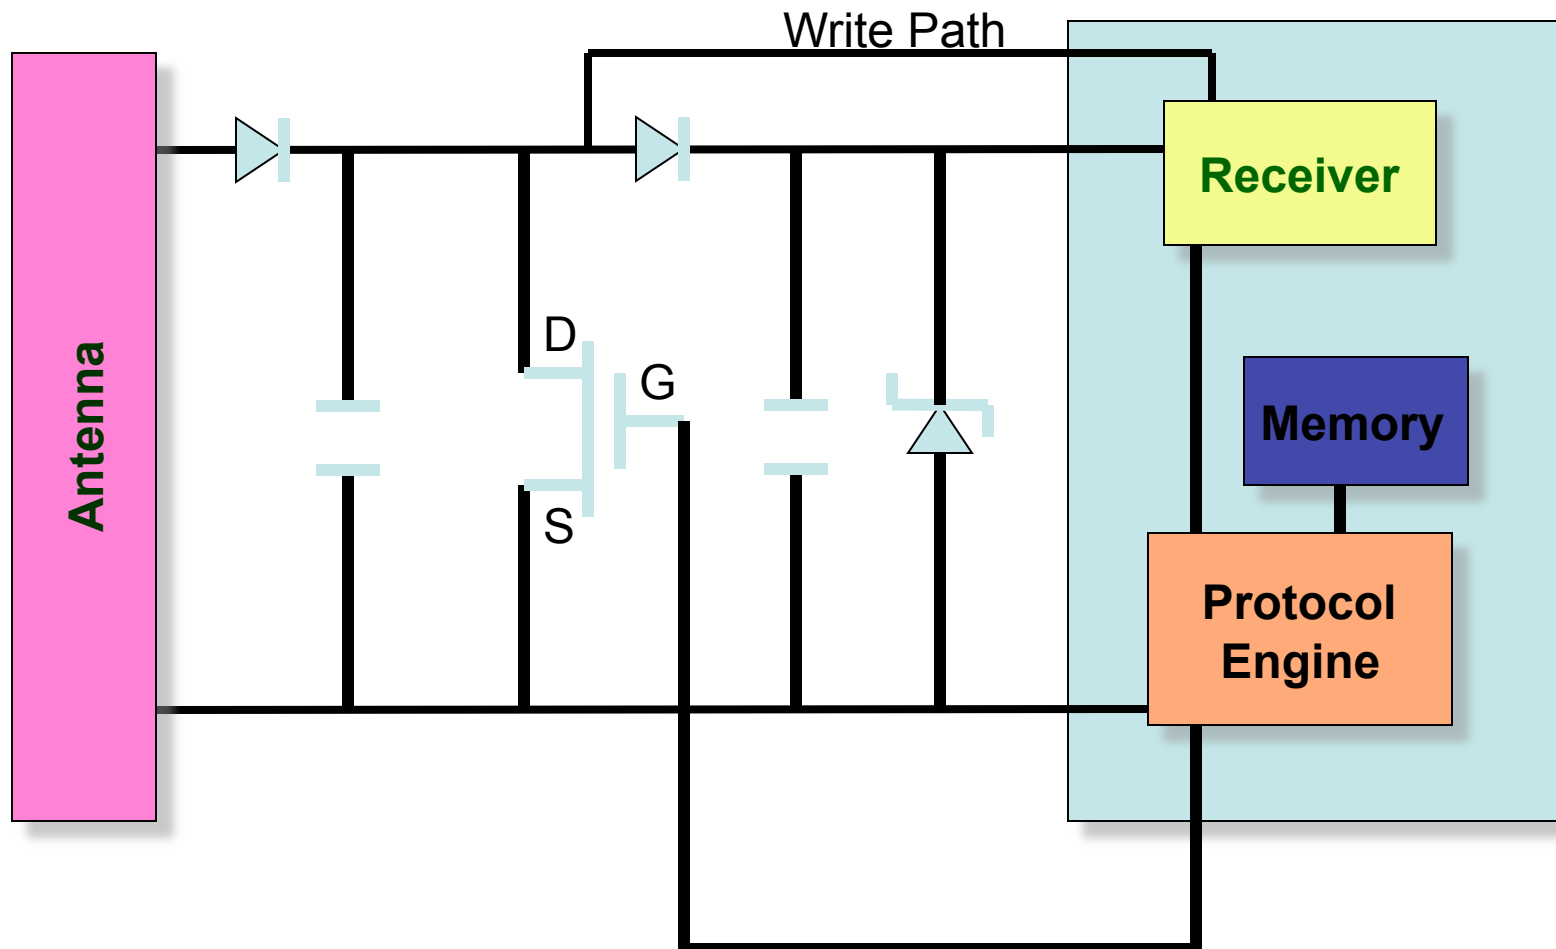 Write Path
Receiver
D
G
Antenna
Memory
S
Protocol
Engine